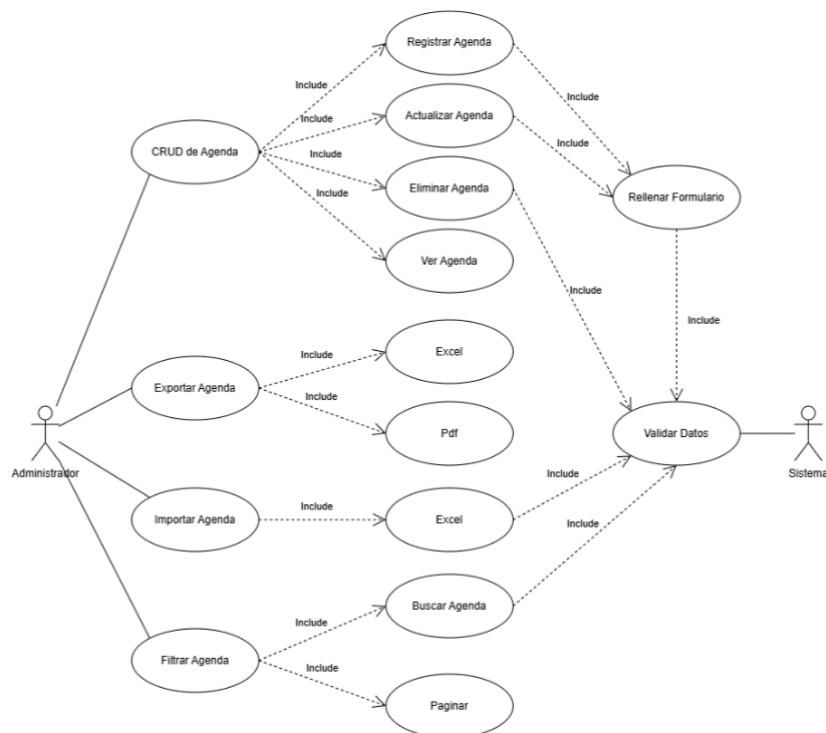 Registrar Agenda
Include
Include
Actualizar Agenda
Include
Include
CRUD de Agenda
Include
Eliminar Agenda
Rellenar Formulario
Include
Ver Agenda
Include
Include
Excel
Include
Exportar Agenda
Include
Pdf
Validar Datos
Administrador
Sistema
Include
Importar Agenda
Include
Excel
Include
Buscar Agenda
Include
Filtrar Agenda
Include
Paginar